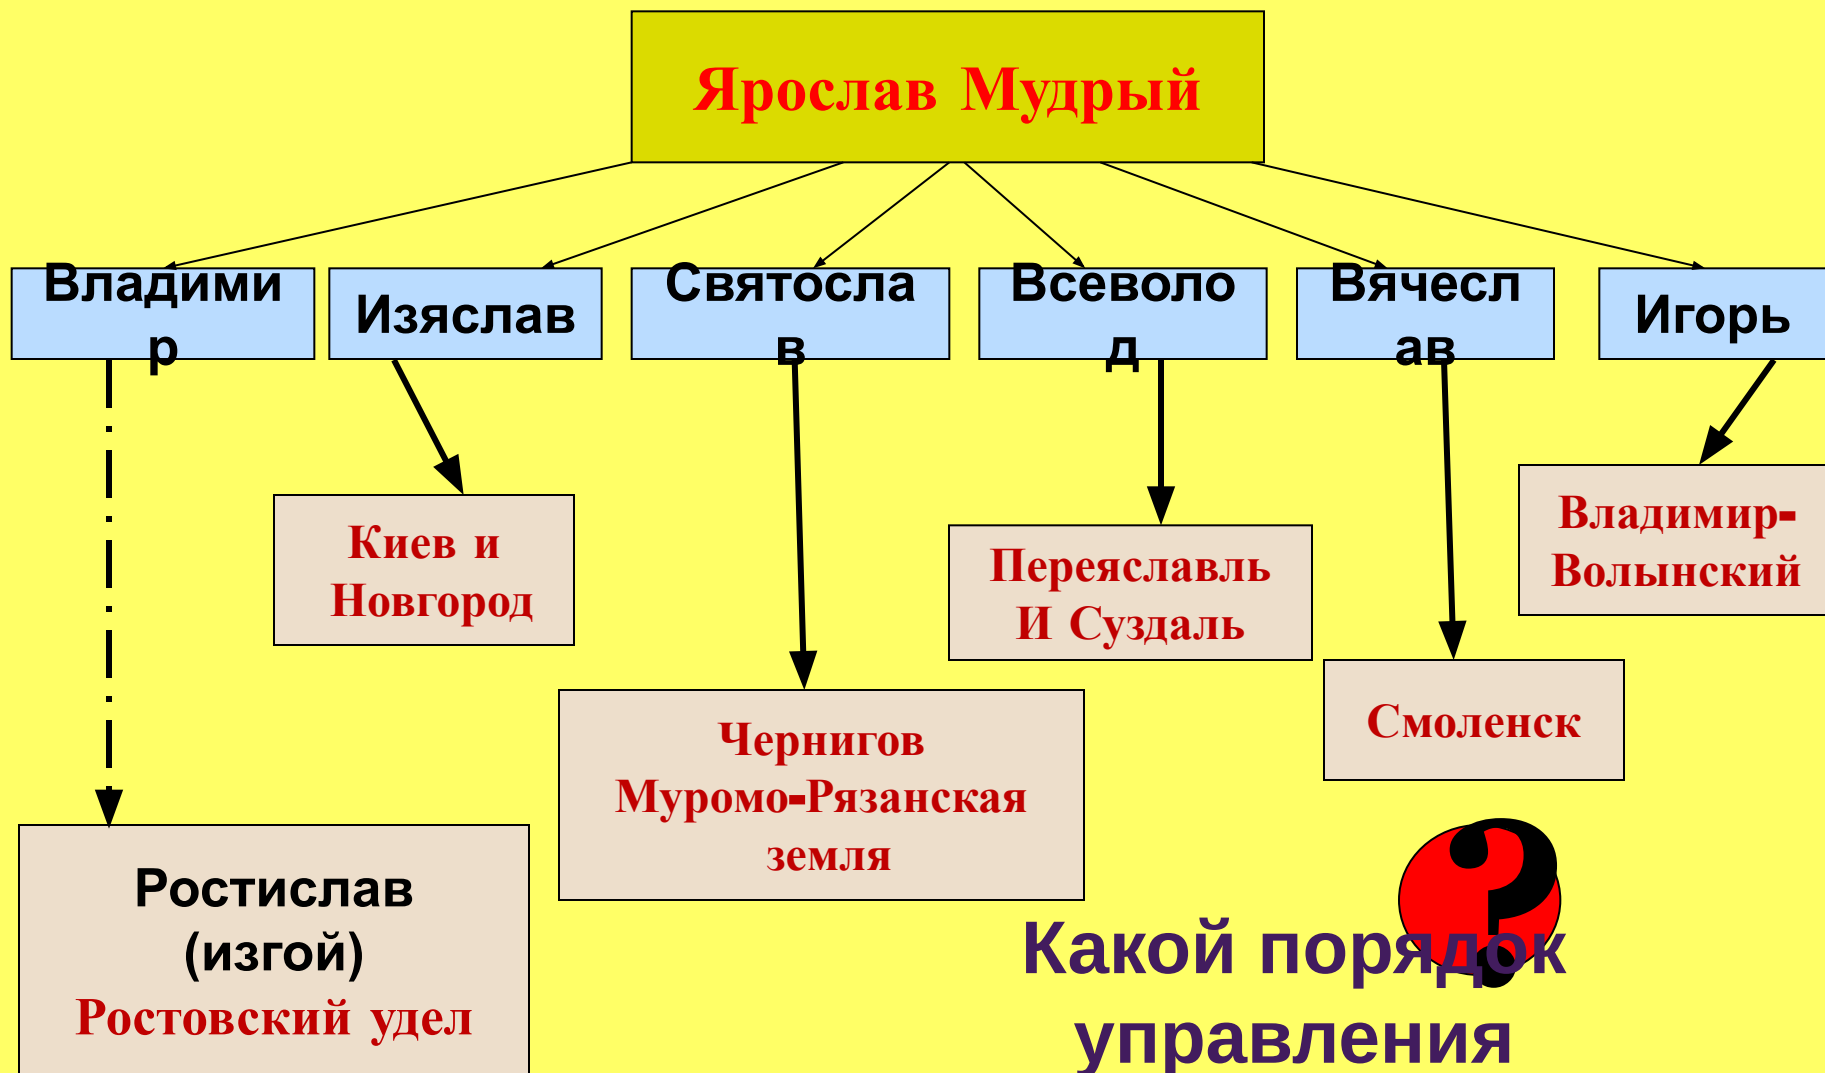 Ярослав Мудрый
Владими
р
Изяслав
Святосла
в
Всеволо
д
Вячесл
ав
Игорь
Киев и
Новгород
Чернигов
Муромо-Рязанская
земля
Переяславль
И Суздаль
Смоленск
Владимир-
Волынский
Ростислав
(изгой)
Ростовский удел
?
Какой порядок
управления